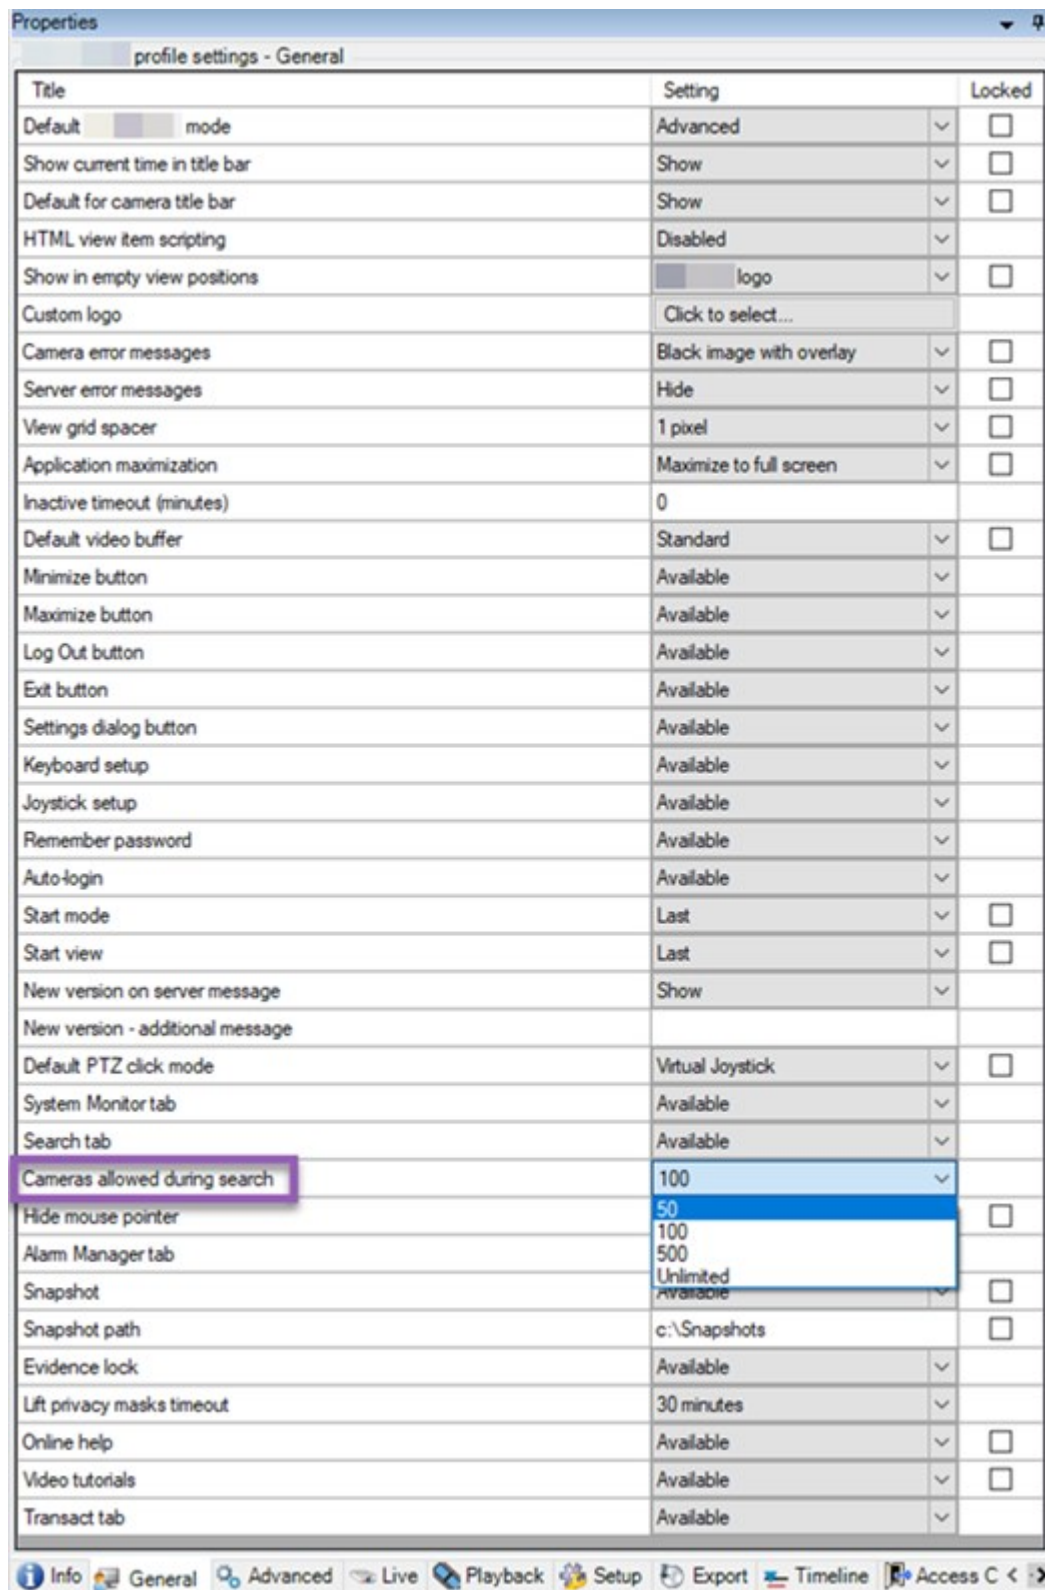 Properties
profile settings - General
Title Setting Locked
Default mode Advanced
Show current time in title bar Show
Default for camera title bar Show
HTML view item scripting Disabled
Show in empty view positions logo
Custom logo Click to select...
Camera error messages Black image with overlay
Server error messages Hide
View grid spacer 1 pixel
Application maximization Maximize to full screen
Inactive timeout (minutes) 0
Default video buffer Standard
Minimize button Available
Maximize button Available
Log Out button Available
Exit button Available
Settings dialog button Available
Keyboard setup Available
Joystick setup Available
Remember password Available
Auto-login Available
Start mode Last
Start view Last
New version on server message Show
New version - additional message
Default PTZ click mode Virtual Joystick
System Monitor tab Available
Search tab Available
Cameras allowed during search 100
50
Hide mouse pointer
100
Alarm Manager tab 500
Unlimited
Snapshot Available
Snapshot path c:\Snapshots
Evidence lock Available
Lift privacy masks timeout 30 minutes
Online help Available
Video tutorials Available
Transact tab Available
Info General Advanced Live Playback Setup Export Timeline Access C